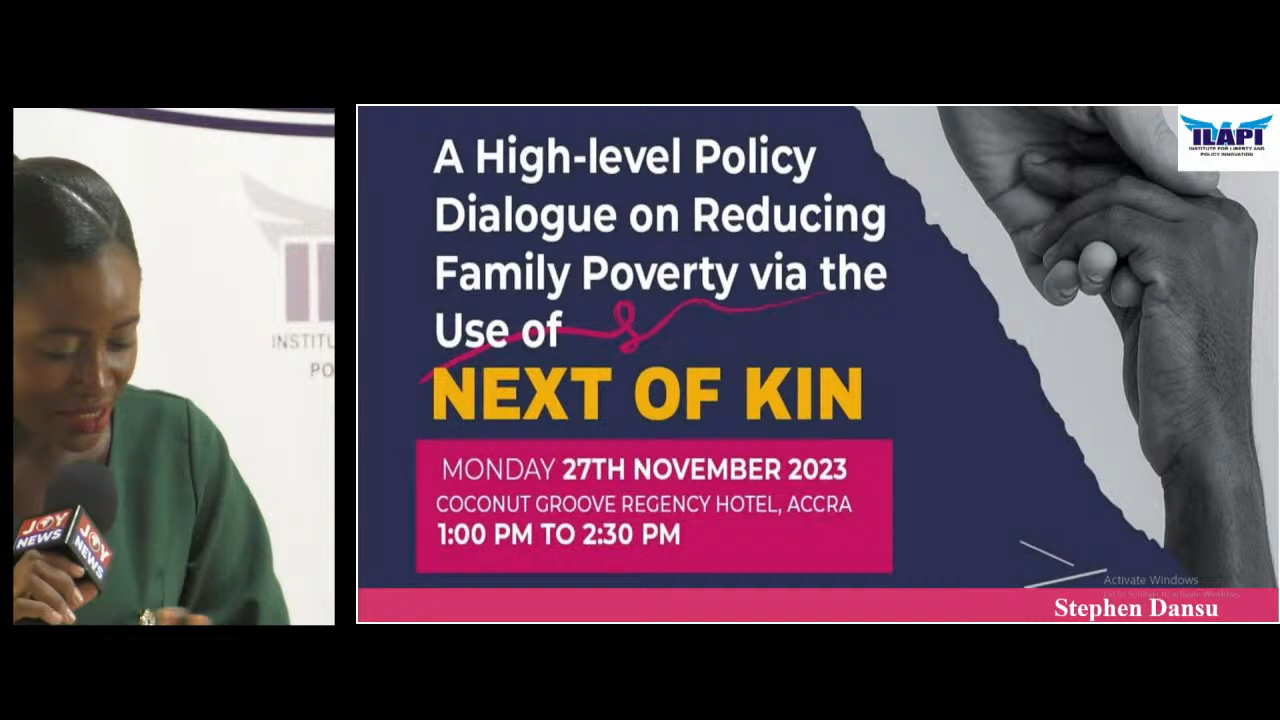 A High-level Policy
Dialogue on Reducing
Family Poverty via the
Use of
NEXT OF KIN
MONDAY 27TH NOVEMBER 2023
COCONUT GROOVE REGENCY HOTEL, ACCRA
1:00 PM TO 2:30 PM
ILAPI
INSTITUTE FOR LIBERTY AND
POLICY INNOVATION
Activate Windows
Stephen Dansu
JOY
NEWS
JOY
NEWS
INSTITU
PO